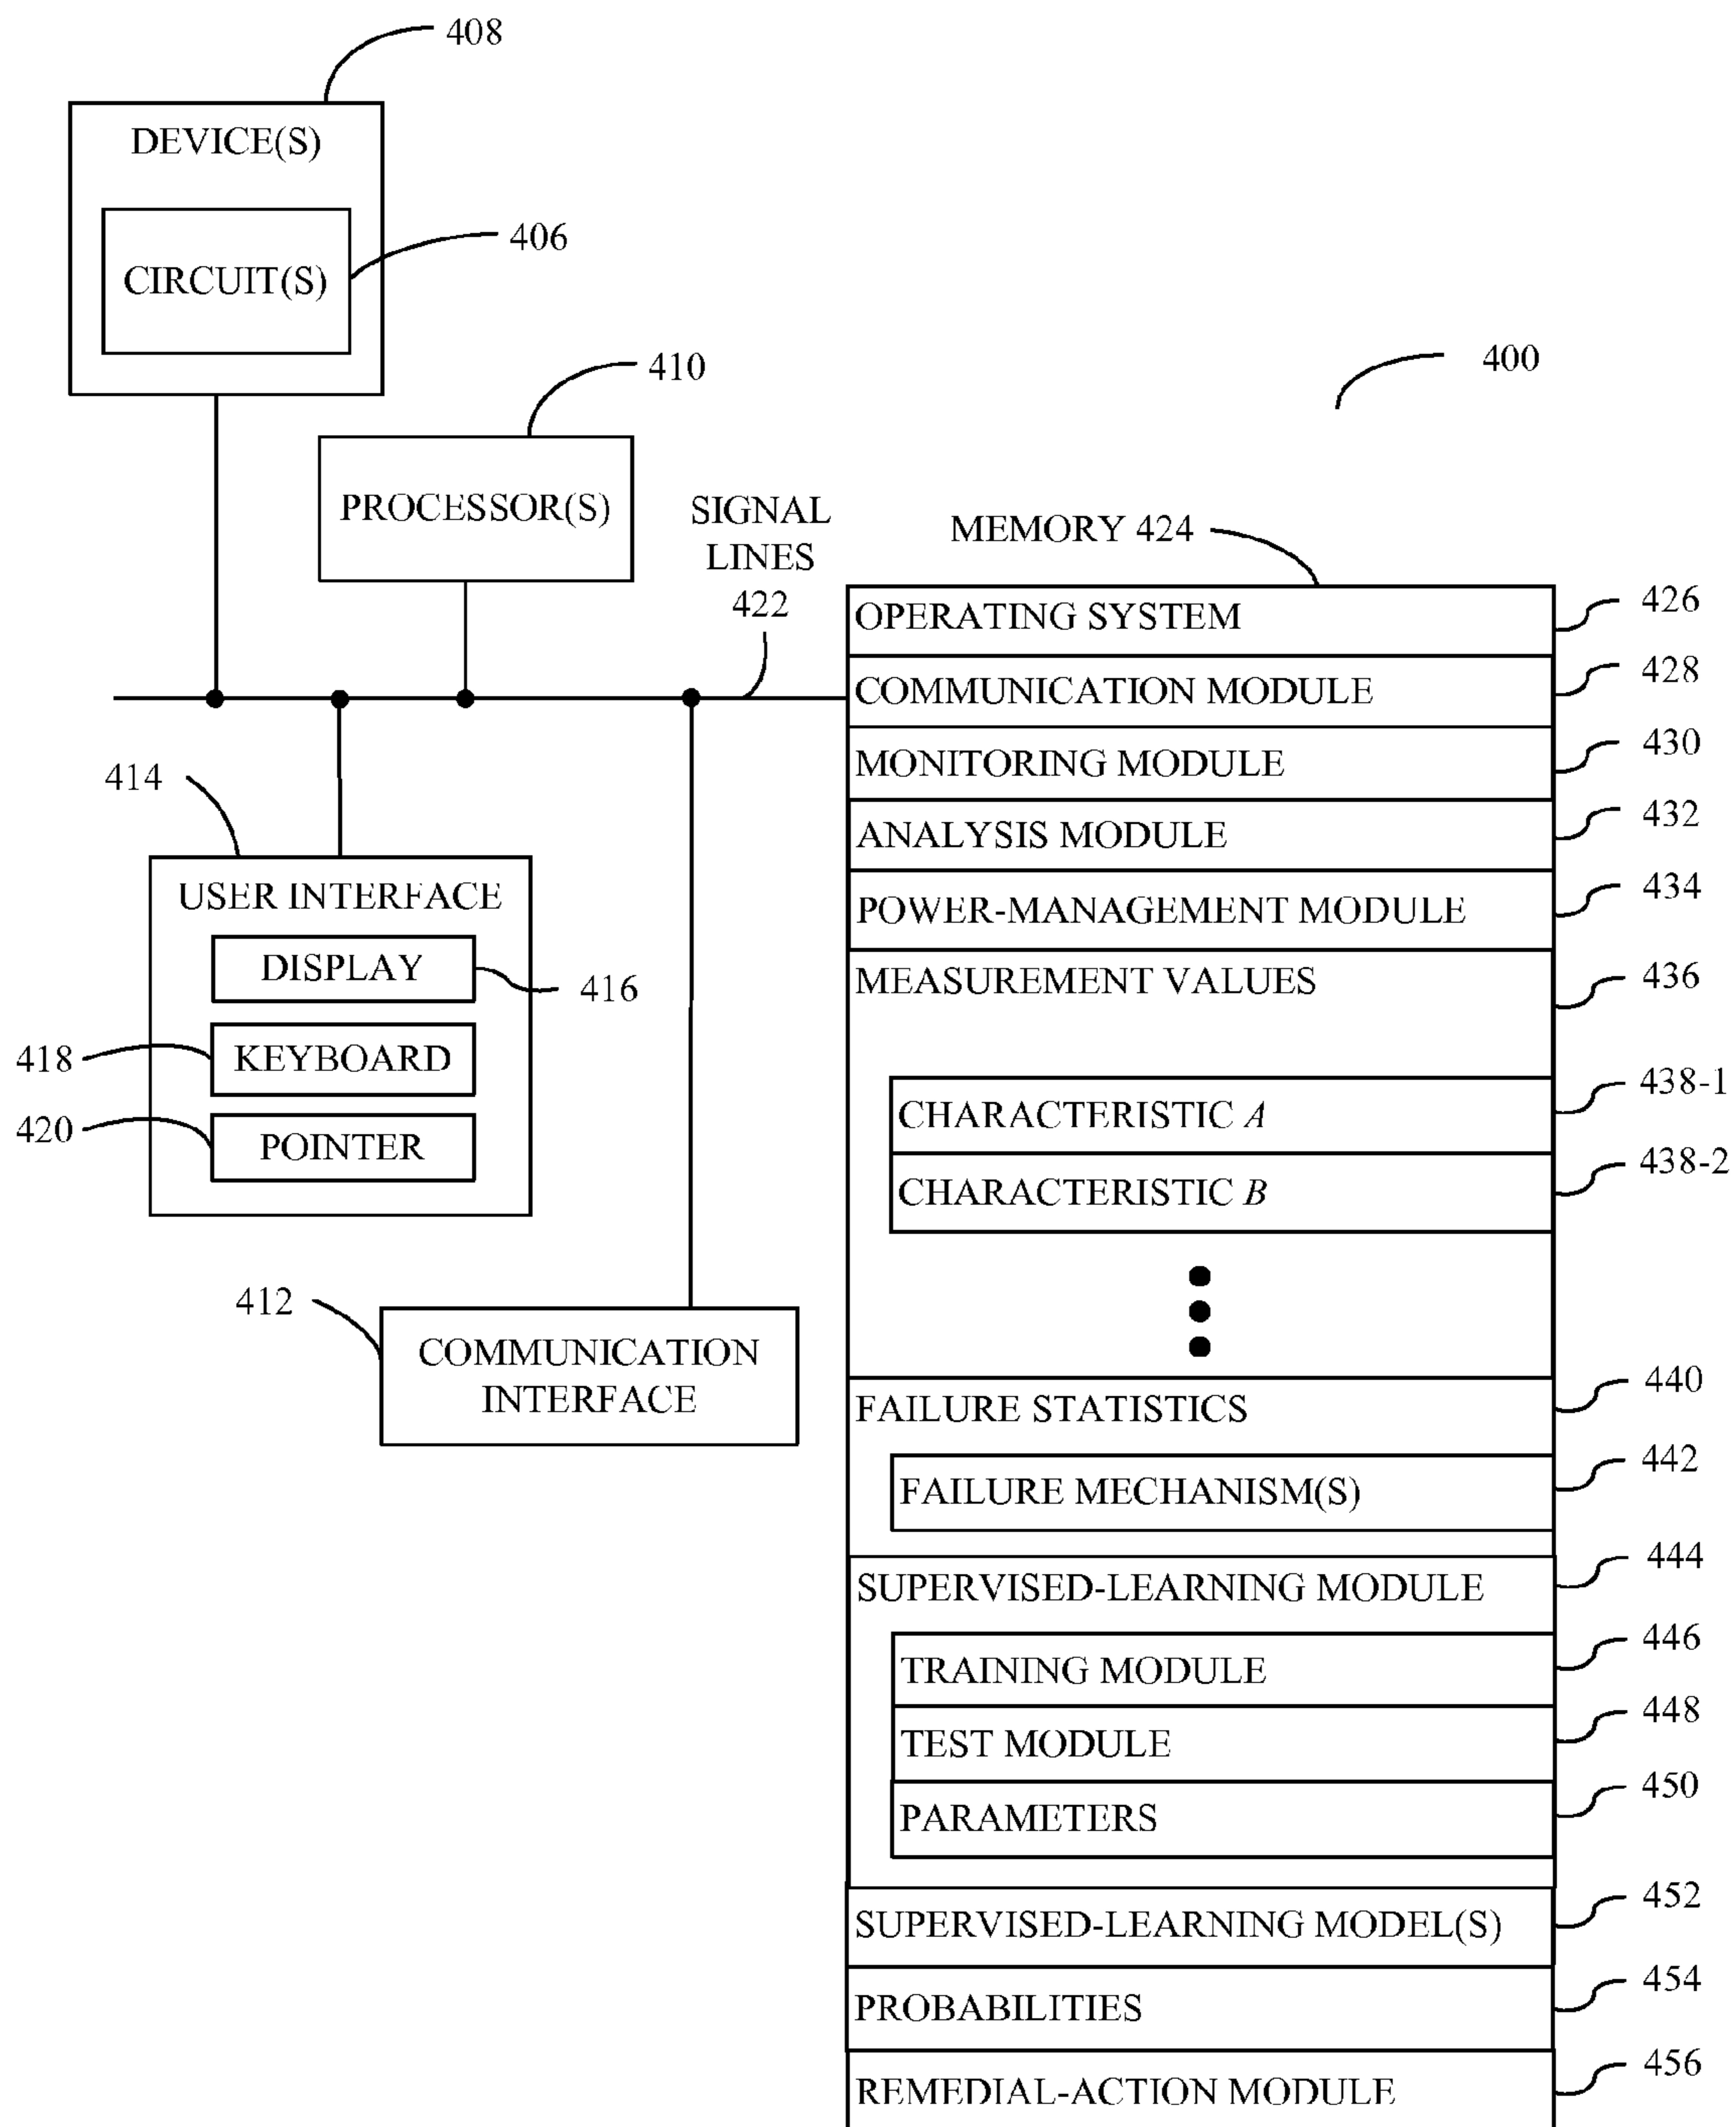 408
DEVICE(S)
406
CIRCUIT(S)
410
PROCESSOR(S)
400
SIGNAL
LINES
422
MEMORY 424
OPERATING SYSTEM
426
COMMUNICATION MODULE
428
MONITORING MODULE
430
ANALYSIS MODULE
432
POWER-MANAGEMENT MODULE
434
MEASUREMENT VALUES
436
CHARACTERISTIC A
438-1
CHARACTERISTIC B
438-2
FAILURE STATISTICS
440
FAILURE MECHANISM(S)
442
SUPERVISED-LEARNING MODULE
444
TRAINING MODULE
446
TEST MODULE
448
PARAMETERS
450
SUPERVISED-LEARNING MODEL(S)
452
PROBABILITIES
454
REMEDIAL-ACTION MODULE
456
414
USER INTERFACE
DISPLAY
416
418
KEYBOARD
420
POINTER
412
COMMUNICATION
INTERFACE